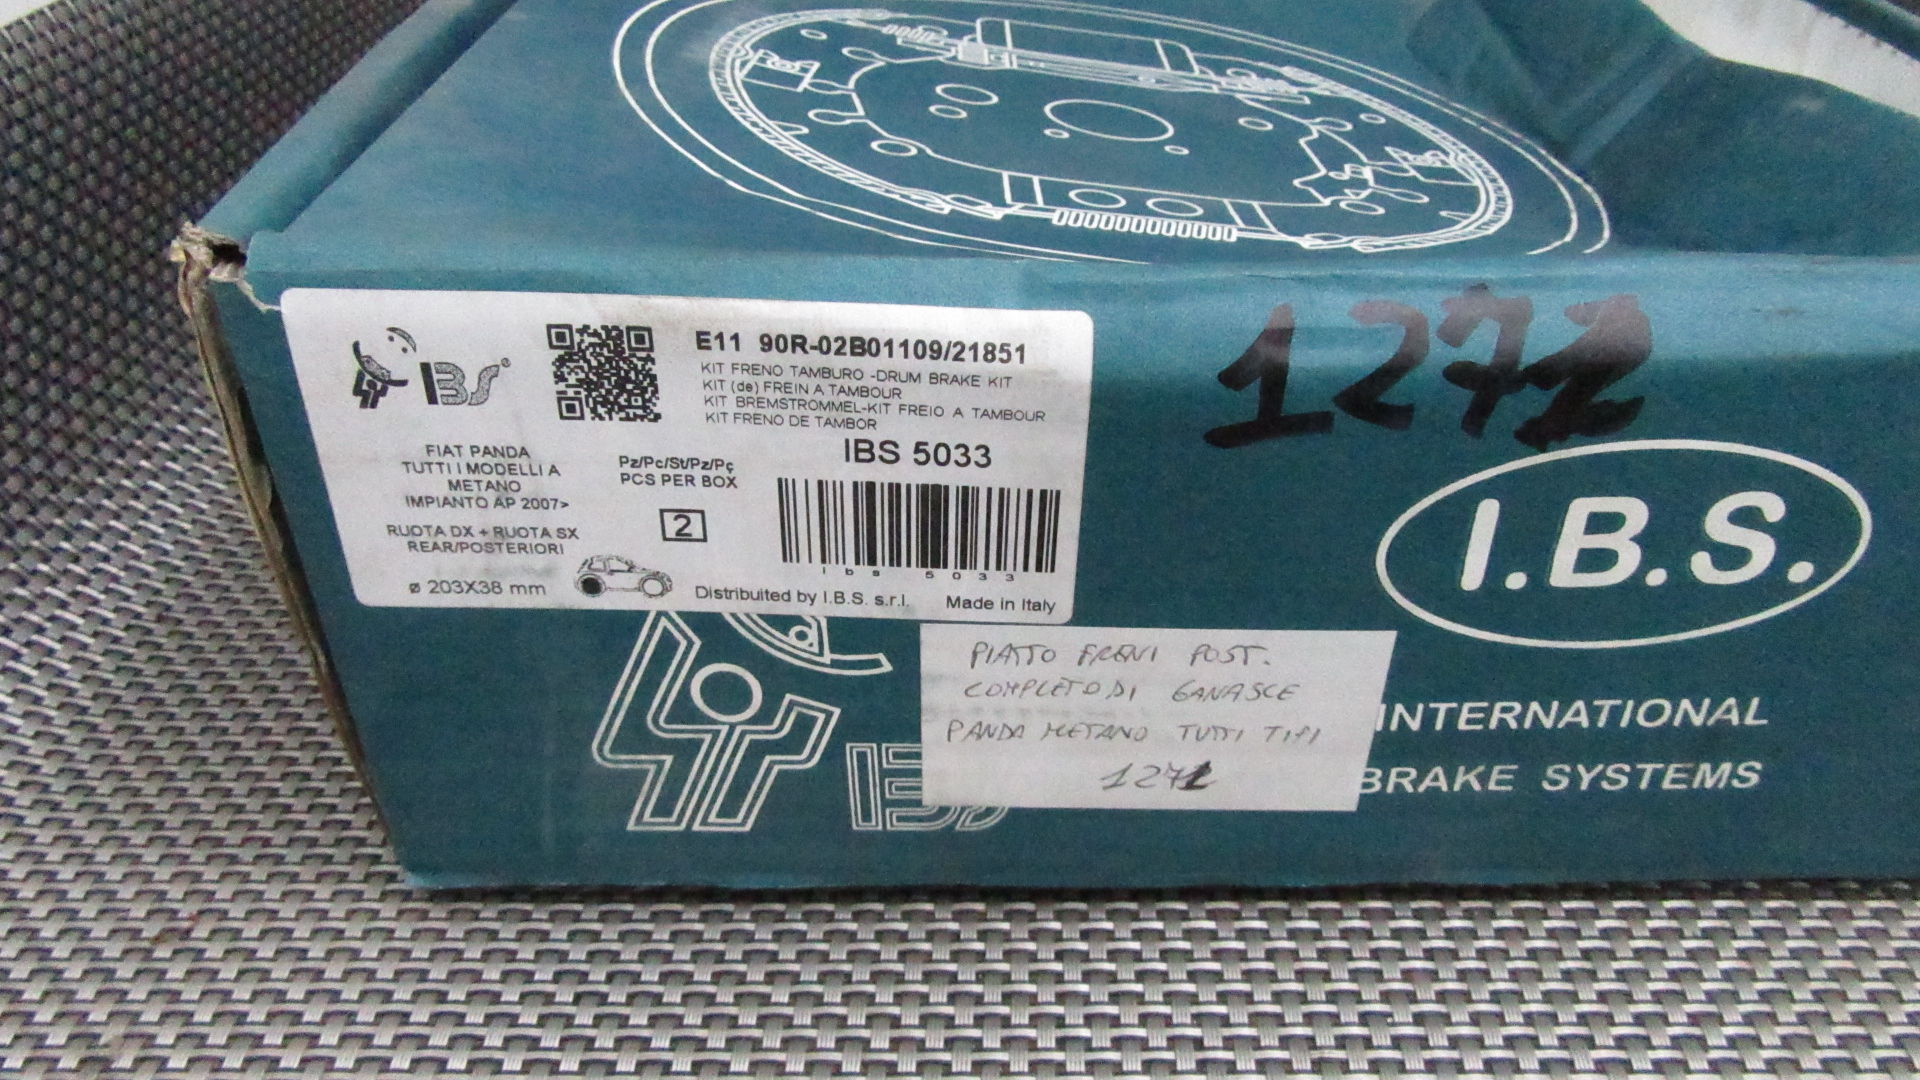 IBS
E11 90R-02B01109/21851
KIT FRENO TAMBURO -DRUM BRAKE KIT
KIT (de) FREIN A TAMBOUR
KIT BREMSTROMMEL-KIT FREIO A TAMBOUR
KIT FRENO DE TAMBOR
IBS 5033
FIAT PANDA
TUTTI I MODELLI A
METANO
IMPIANTO AP 2007>
RUOTA DX + RUOTA SX
REAR/POSTERIORI
ø 203X38 mm
Pz/Pc/St/Pz/Pç
PCS PER BOX
2
Ibs 5033
Distribuited by I.B.S. s.r.l.
Made in Italy
I.B.S.
INTERNATIONAL
BRAKE SYSTEMS
IBS
PIATTO FRENI POST.
COMPLETO DI GANASCE
PANDA METANO TUTTI TIPI